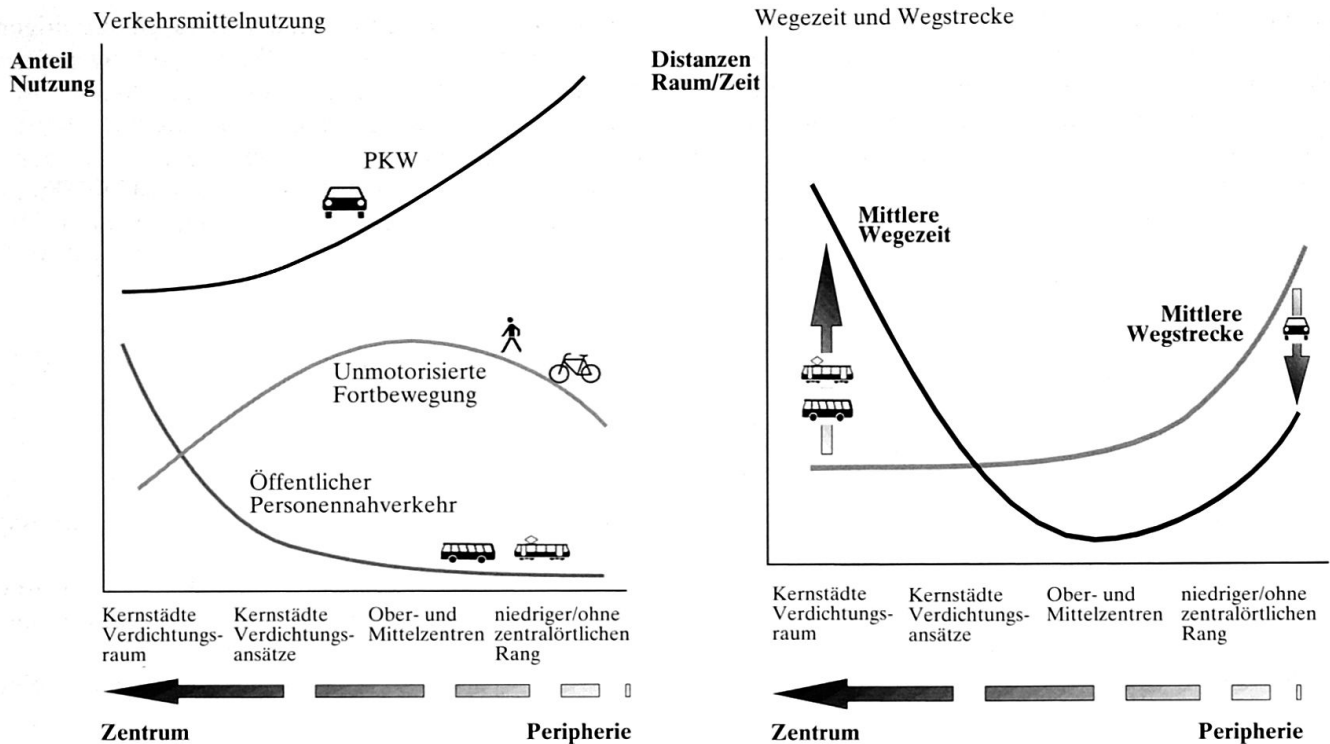 Verkehrsmittelnutzung
Anteil
Nutzung
PKW
Unmotorisierte
Fortbewegung
Öffentlicher
Personennahverkehr
Kernstädte
Verdichtungs-
raum
Kernstädte
Verdichtungs-
ansätze
Ober- und
Mittelzentren
niedriger/ohne
zentralörtlichen
Rang
Zentrum
Peripherie
Wegezeit und Wegstrecke
Distanzen
Raum/Zeit
Mittlere
Wegezeit
Mittlere
Wegstrecke
Kernstädte
Verdichtungs-
raum
Kernstädte
Verdichtungs-
ansätze
Ober- und
Mittelzentren
niedriger/ohne
zentralörtlichen
Rang
Zentrum
Peripherie